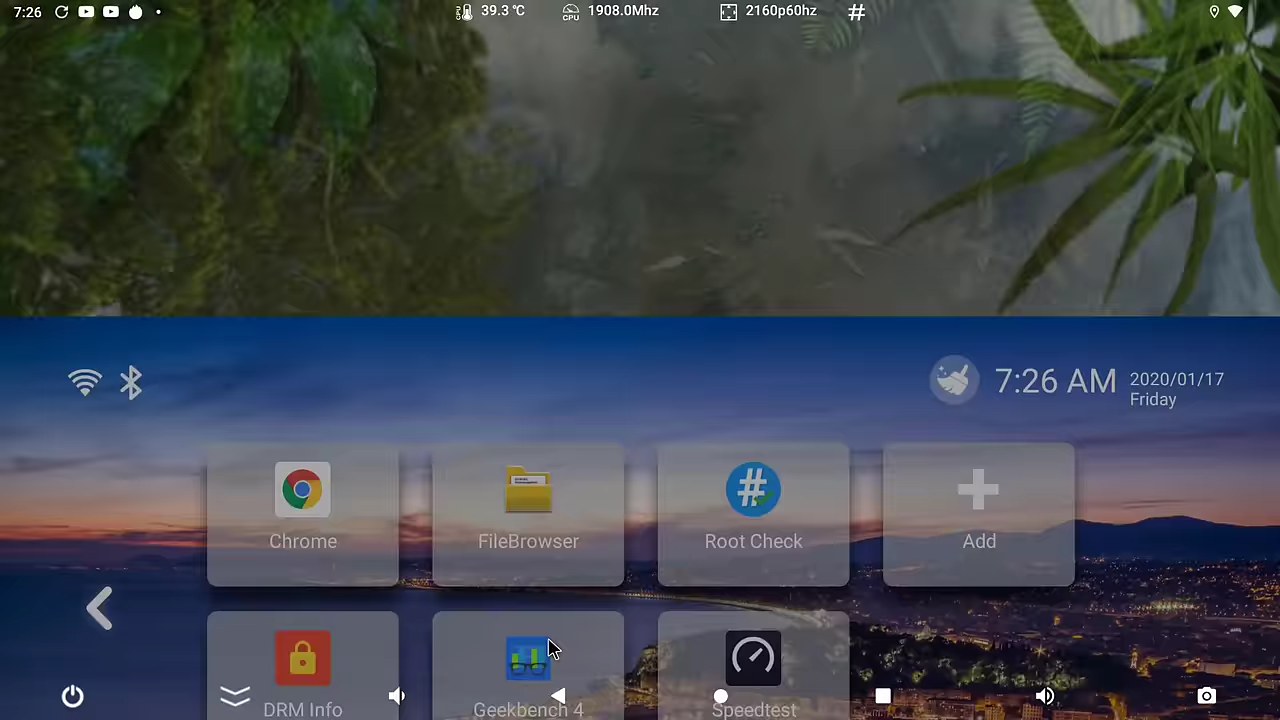 7:26 39.3℃ CPU 1908.0Mhz 2160p60hz #
7:26 AM 2020/01/17
Friday
Chrome FileBrowser Root Check Add
DRM Info Geekbench 4 Speedtest